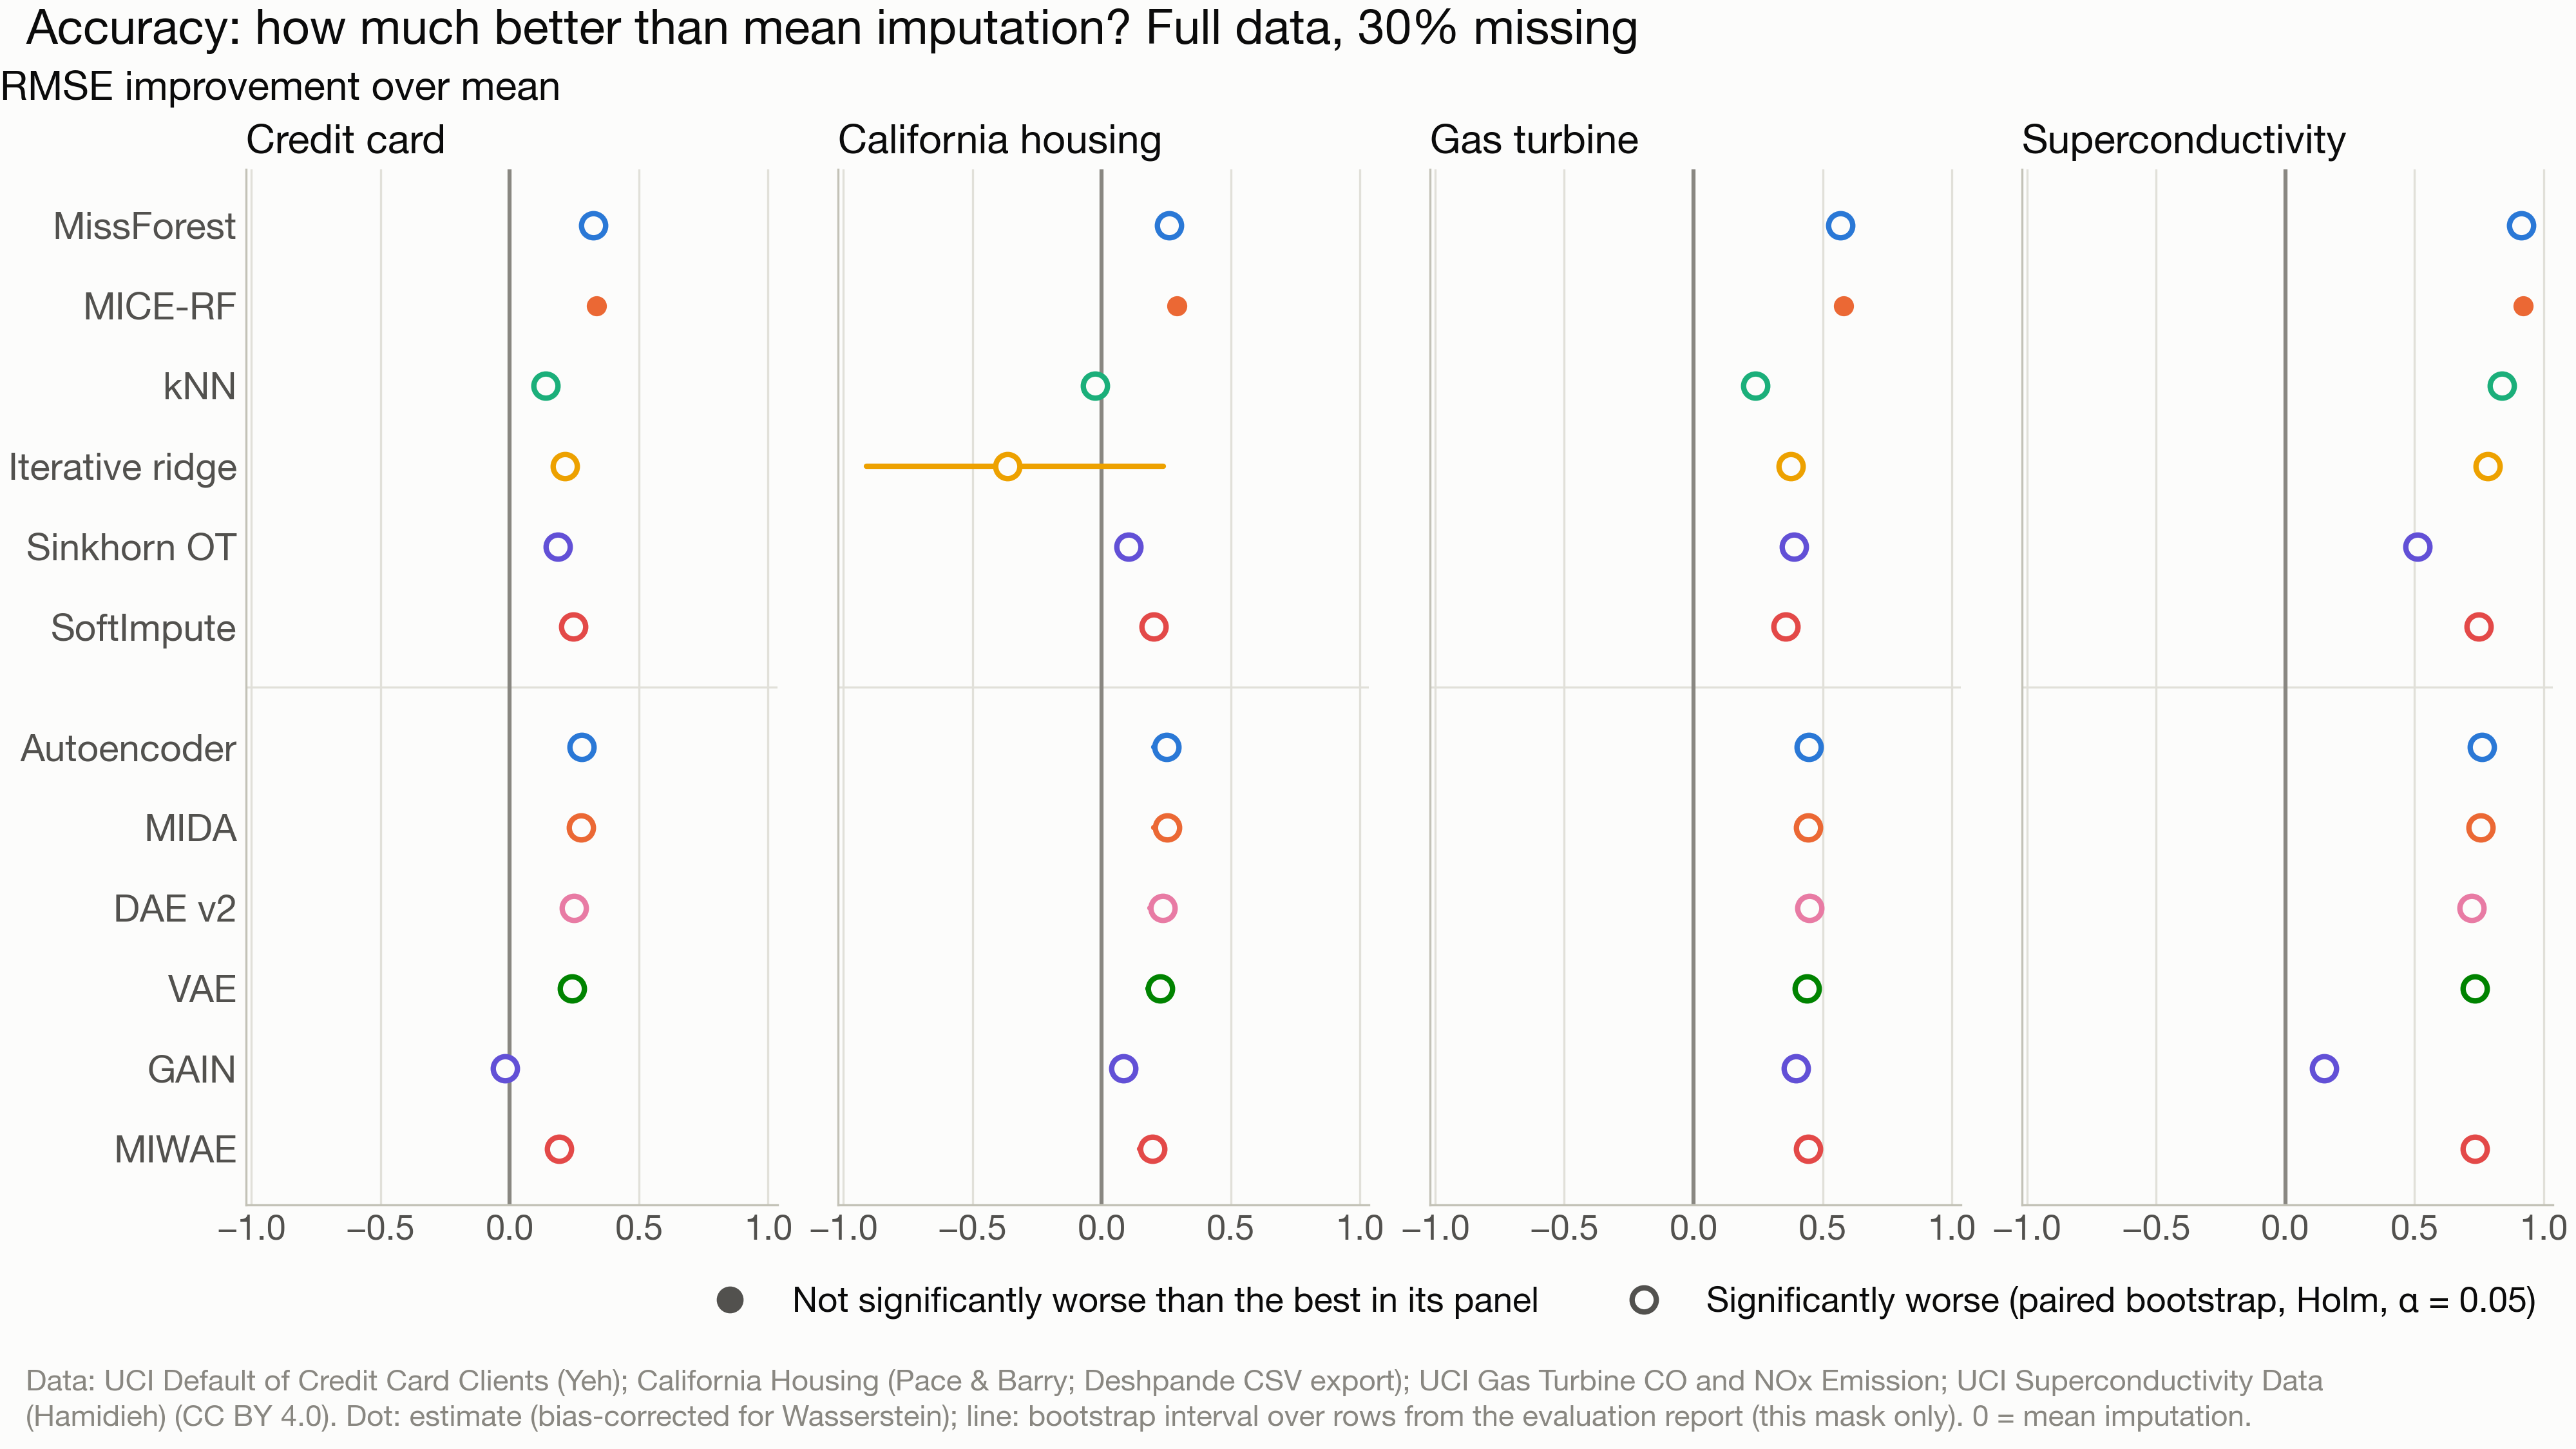 Accuracy: how much better than mean imputation? Full data, 30% missing
RMSE improvement over mean
Credit card
California housing
Gas turbine
Superconductivity
MissForest
MICE-RF
kNN
Iterative ridge
Sinkhorn OT
SoftImpute
Autoencoder
MIDA
DAE v2
VAE
GAIN
MIWAE
−1.0 −0.5 0.0 0.5 1.0 −1.0 −0.5 0.0 0.5 1.0 −1.0 −0.5 0.0 0.5 1.0 −1.0 −0.5 0.0 0.5 1.0
Not significantly worse than the best in its panel Significantly worse (paired bootstrap, Holm, α = 0.05)
Data: UCI Default of Credit Card Clients (Yeh); California Housing (Pace & Barry; Deshpande CSV export); UCI Gas Turbine CO and NOx Emission; UCI Superconductivity Data
(Hamidieh) (CC BY 4.0). Dot: estimate (bias-corrected for Wasserstein); line: bootstrap interval over rows from the evaluation report (this mask only). 0 = mean imputation.